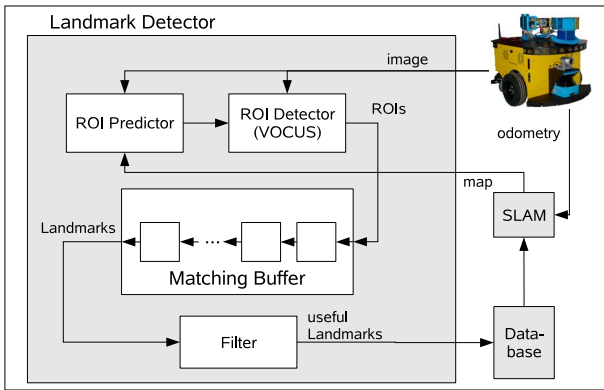 Landmark Detector
image
ROI Predictor
ROI Detector
(VOCUS)
ROIs
odometry
map
SLAM
Landmarks
...
Matching Buffer
Filter
useful
Landmarks
Data-
base